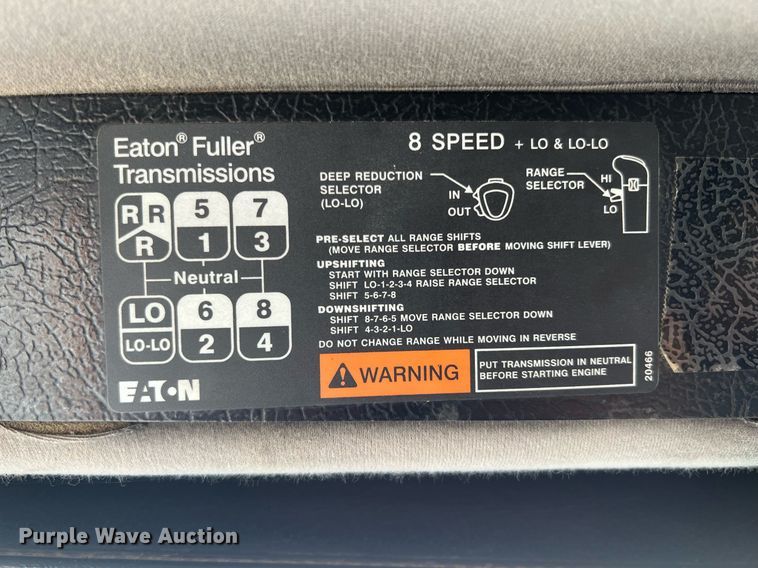 Eaton® Fuller®
Transmissions
8 SPEED + LO & LO-LO
DEEP REDUCTION
SELECTOR
(LO-LO)
IN
OUT
RANGE
SELECTOR
HI
LO
R R 5 7
R 1 3
Neutral
LO 6 8
LO-LO 2 4
PRE-SELECT ALL RANGE SHIFTS
(MOVE RANGE SELECTOR BEFORE MOVING SHIFT LEVER)
UPSHIFTING
START WITH RANGE SELECTOR DOWN
SHIFT LO-1-2-3-4 RAISE RANGE SELECTOR
SHIFT 5-6-7-8
DOWNSHIFTING
SHIFT 8-7-6-5 MOVE RANGE SELECTOR DOWN
SHIFT 4-3-2-1-LO
DO NOT CHANGE RANGE WHILE MOVING IN REVERSE
WARNING
PUT TRANSMISSION IN NEUTRAL
BEFORE STARTING ENGINE
20466
EATON
Purple Wave Auction